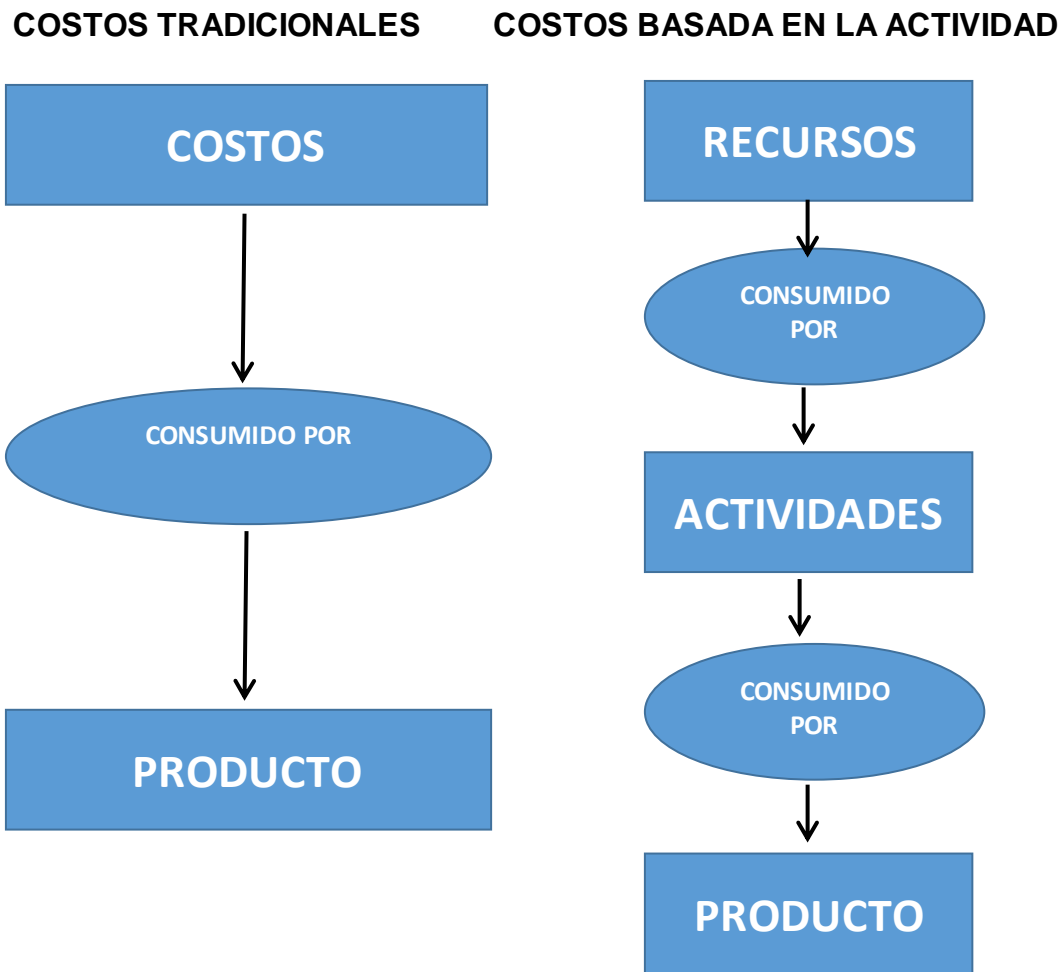 COSTOS TRADICIONALES
COSTOS
CONSUMIDO POR
PRODUCTO
COSTOS BASADA EN LA ACTIVIDAD
RECURSOS
CONSUMIDO
POR
ACTIVIDADES
CONSUMIDO
POR
PRODUCTO